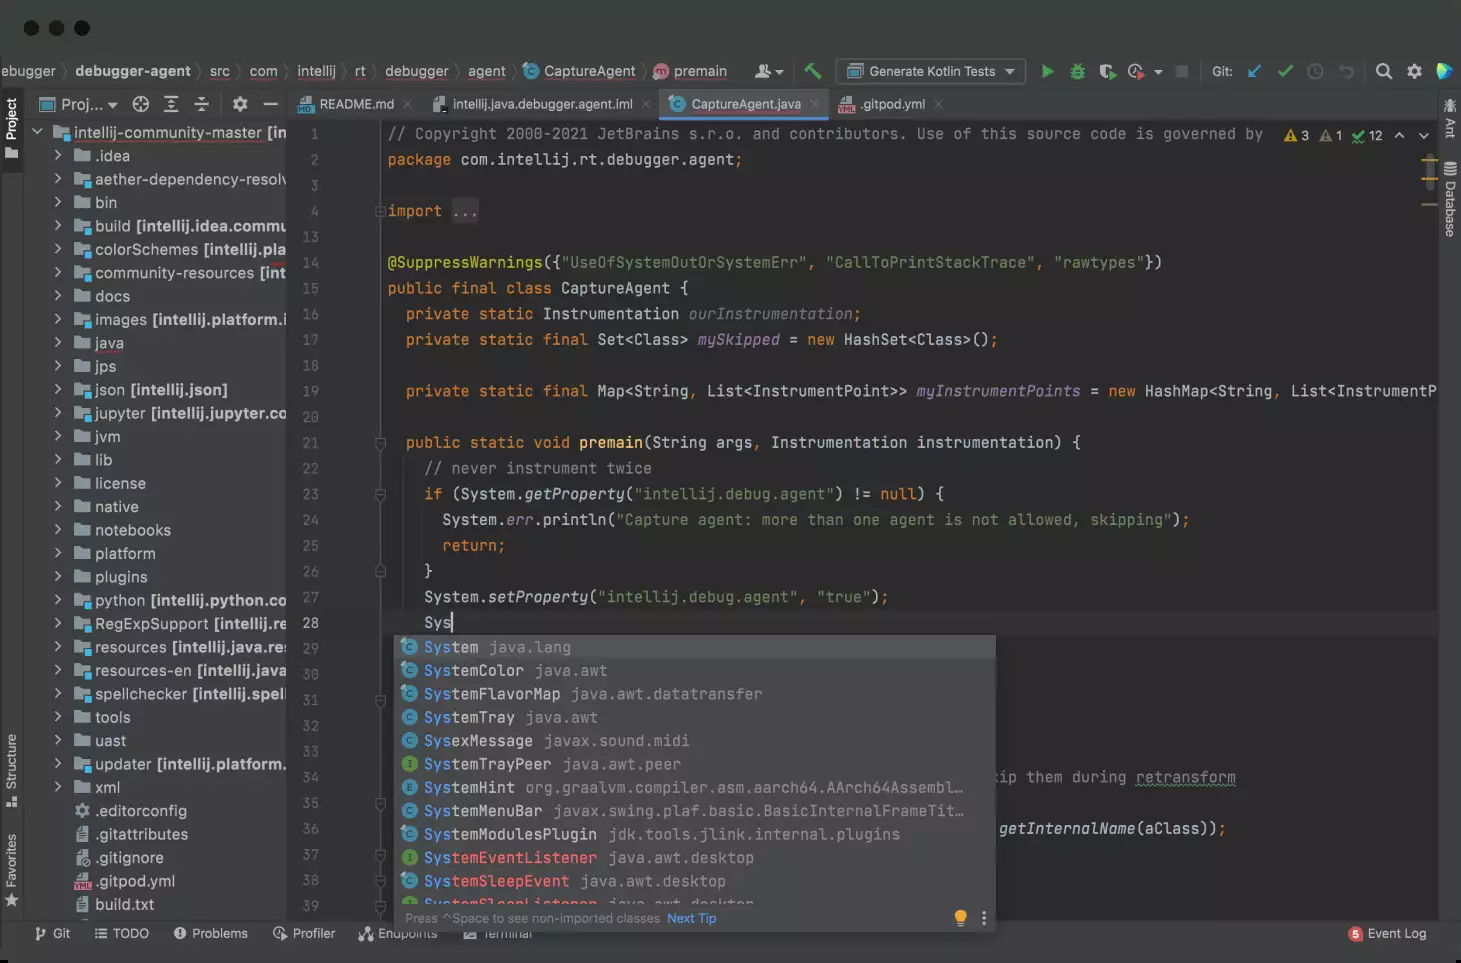 ebugger debugger-agent src com intellij rt debugger agent CaptureAgent premain Generate Kotlin Tests Git:
Project
Proj...
README.md intellij.java.debugger.agent.iml CaptureAgent.java .gitpod.yml
intellij-community-master [in
.idea
aether-dependency-resolv
bin
build [intellij.idea.commu
colorSchemes [intellij.pla
community-resources [int
docs
images [intellij.platform.i
java
jps
json [intellij.json]
jupyter [intellij.jupyter.co
jvm
lib
license
native
notebooks
platform
plugins
python [intellij.python.co
RegExpSupport [intellij.re
resources [intellij.java.res
resources-en [intellij.java
spellchecker [intellij.spel
tools
uast
updater [intellij.platform.
xml
.editorconfig
.gitattributes
.gitignore
.gitpod.yml
build.txt
Structure
Favorites
1 // Copyright 2000-2021 JetBrains s.r.o. and contributors. Use of this source code is governed by 3 1 12
2 package com.intellij.rt.debugger.agent;
3
4 import ...
13
14 @SuppressWarnings({"UseOfSystemOutOrSystemErr", "CallToPrintStackTrace", "rawtypes"})
15 public final class CaptureAgent {
16 private static Instrumentation ourInstrumentation;
17 private static final Set<Class> mySkipped = new HashSet<Class>();
18
19 private static final Map<String, List<InstrumentPoint>> myInstrumentPoints = new HashMap<String, List<InstrumentP
20
21 public static void premain(String args, Instrumentation instrumentation) {
22 // never instrument twice
23 if (System.getProperty("intellij.debug.agent") != null) {
24 System.err.println("Capture agent: more than one agent is not allowed, skipping");
25 return;
26 }
27 System.setProperty("intellij.debug.agent", "true");
28 Sys
29
30
31
32
33
34 ip them during retransform
35
36 getInternalName(aClass));
37
38
39
System java.lang
SystemColor java.awt
SystemFlavorMap java.awt.datatransfer
SystemTray java.awt
SysexMessage javax.sound.midi
SystemTrayPeer java.awt.peer
SystemHint org.graalvm.compiler.asm.aarch64.AArch64Assembl...
SystemMenuBar javax.swing.plaf.basic.BasicInternalFrameTit...
SystemModulesPlugin jdk.tools.jlink.internal.plugins
SystemEventListener java.awt.desktop
SystemSleepEvent java.awt.desktop
SystemSleepListener java.awt.desktop
Press ^Space to see non-imported classes Next Tip
Ant
Database
Git TODO Problems Profiler Endpoints Terminal 5 Event Log